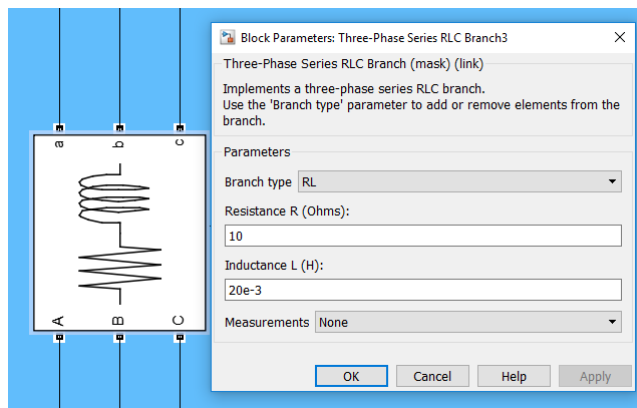 a b c
A B C
Block Parameters: Three-Phase Series RLC Branch3
Three-Phase Series RLC Branch (mask) (link)
Implements a three-phase series RLC branch.
Use the 'Branch type' parameter to add or remove elements from the
branch.
Parameters
Branch type RL
Resistance R (Ohms):
10
Inductance L (H):
20e-3
Measurements None
OK Cancel Help Apply